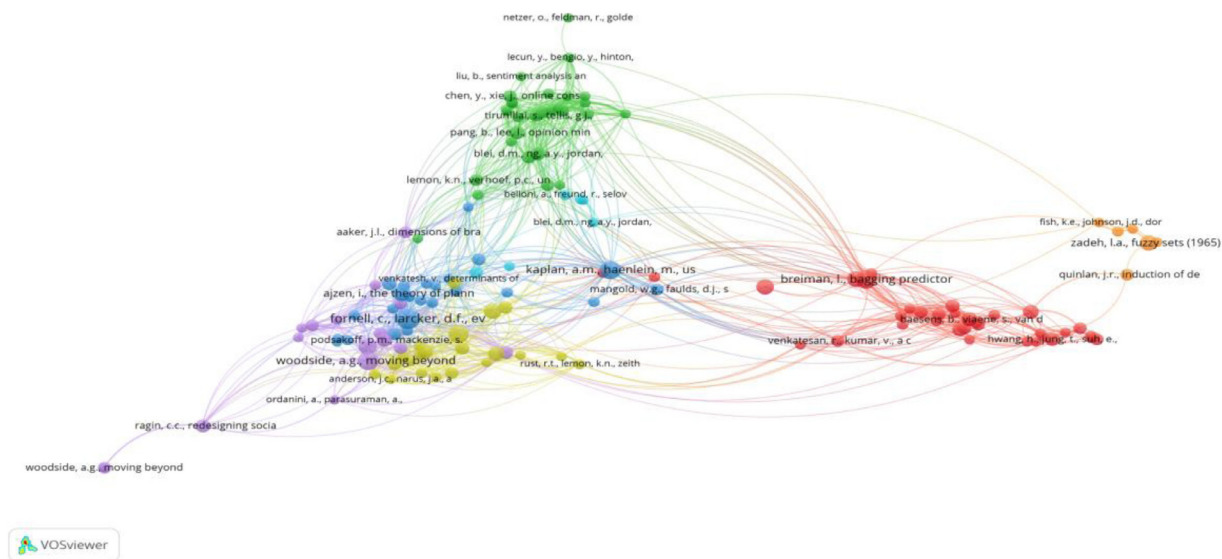 netzer, o., feldman, r., golde
lecun, y., bengio, y., hinton,
liu, b., sentiment analysis an
chen, y., xie, j., online cons
tirunillai, s., tellis, g.j.,
pang, b., lee, l., opinion min
blei, d.m., ng, a.y., jordan,
lemon, k.n., verhoef, p.c., un
belloni, a., freund, r., selov
blei, d.m., ng, a.y., jordan,
fish, k.e., johnson, j.d., dor
aaker, j.l., dimensions of bra
zadeh, l.a., fuzzy sets (1965)
kaplan, a.m., haenlein, m., us
quinlan, j.r., induction of de
venkatesh, v., determinants of
breiman, l., bagging predictor
mangold, w.g., faulds, d.j., s
ajzen, i., the theory of plann
fornell, c., larcker, d.f., ev
baesens, b., viaene, s., van d
podsakoff, p.m., mackenzie, s.
venkatesan, r., kumar, v., a c
hwang, h., jung, t., suh, e.,
woodside, a.g., moving beyond
rust, r.t., lemon, k.n., zeith
anderson, j.c., narus, j.a., a
ordanini, a., parasuraman, a.,
ragin, c.c., redesigning socia
woodside, a.g., moving beyond
VOSviewer